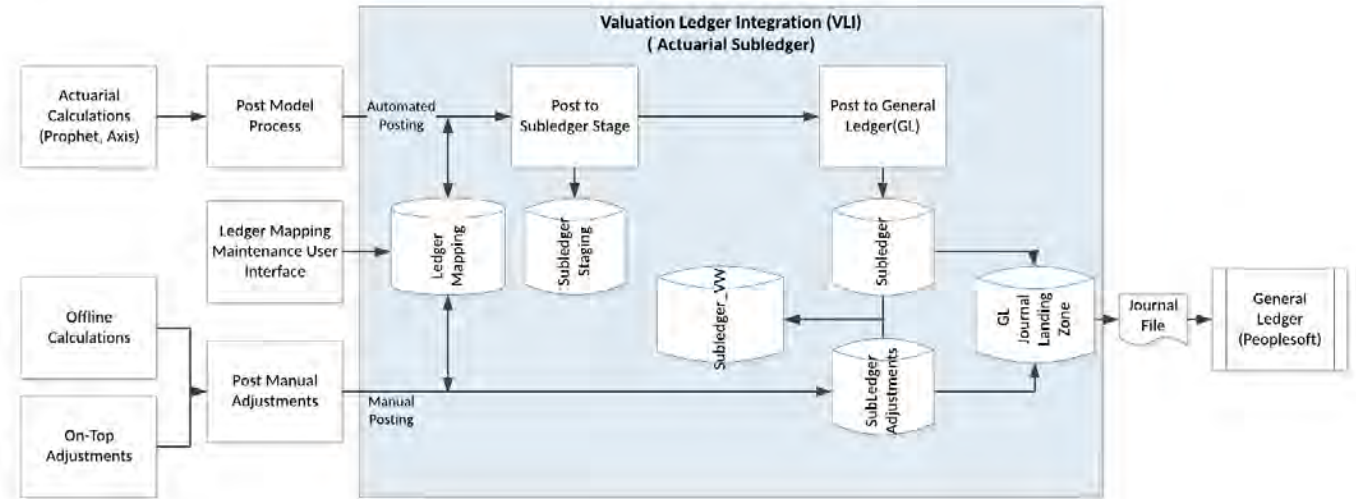 Valuation Ledger Integration (VLI)
( Actuarial Subledger)
Actuarial
Calculations
(Prophet, Axis)
Post Model
Process
Automated
Posting
Post to
Subledger Stage
Post to General
Ledger(GL)
Ledger Mapping
Maintenance User
Interface
Ledger
Mapping
Subledger
Staging
Subledger
Subledger_VW
GL
Journal
Landing
Zone
Journal
File
General
Ledger
(Peoplesoft)
Offline
Calculations
On-Top
Adjustments
Post Manual
Adjustments
Manual
Posting
SubLedger
Adjustments